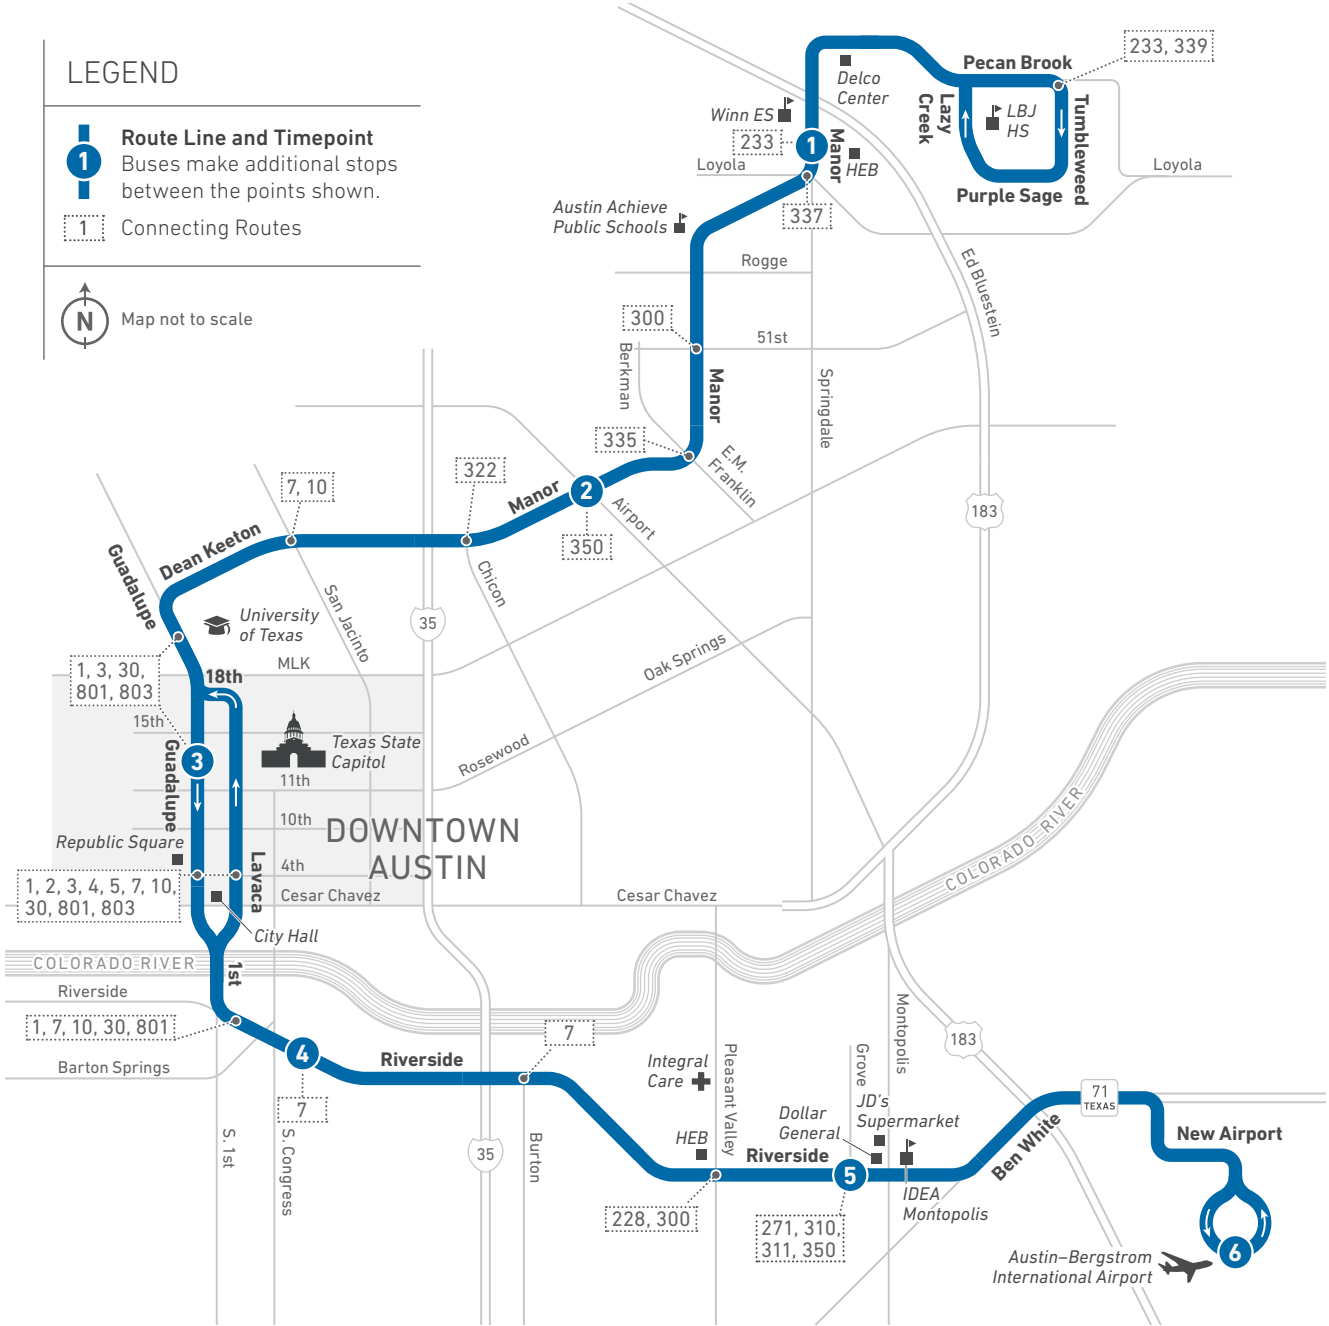 LEGEND
1
Route Line and Timepoint
Buses make additional stops
between the points shown.
1
Connecting Routes
N
Map not to scale
233, 339
Pecan Brook
Delco
Center
Lazy
Creek
LBJ
HS
Tumbleweed
Winn ES
233
1
Manor
HEB
Loyola
Loyola
Purple Sage
337
Austin Achieve
Public Schools
Rogge
Ed Bluestein
300
51st
Berkman
Manor
Springdale
335
E.M.
Franklin
322
7, 10
Manor
2
Airport
183
350
Dean Keeton
Guadalupe
Chicon
San Jacinto
University
of Texas
35
Oak Springs
MLK
1, 3, 30,
801, 803
18th
15th
Guadalupe
3
Texas State
Capitol
Rosewood
11th
10th
DOWNTOWN
AUSTIN
COLORADO RIVER
Republic Square
4th
Lavaca
1, 2, 3, 4, 5, 7, 10,
30, 801, 803
Cesar Chavez
Cesar Chavez
City Hall
COLORADO RIVER
1st
Riverside
1, 7, 10, 30, 801
Barton Springs
4
7
Riverside
7
Integral
Care
Pleasant Valley
Grove
Montopolis
183
JD's
Supermarket
Dollar
General
71
TEXAS
HEB
Riverside
5
Ben White
New Airport
S. 1st
S. Congress
35
Burton
IDEA
Montopolis
228, 300
271, 310,
311, 350
6
Austin–Bergstrom
International Airport